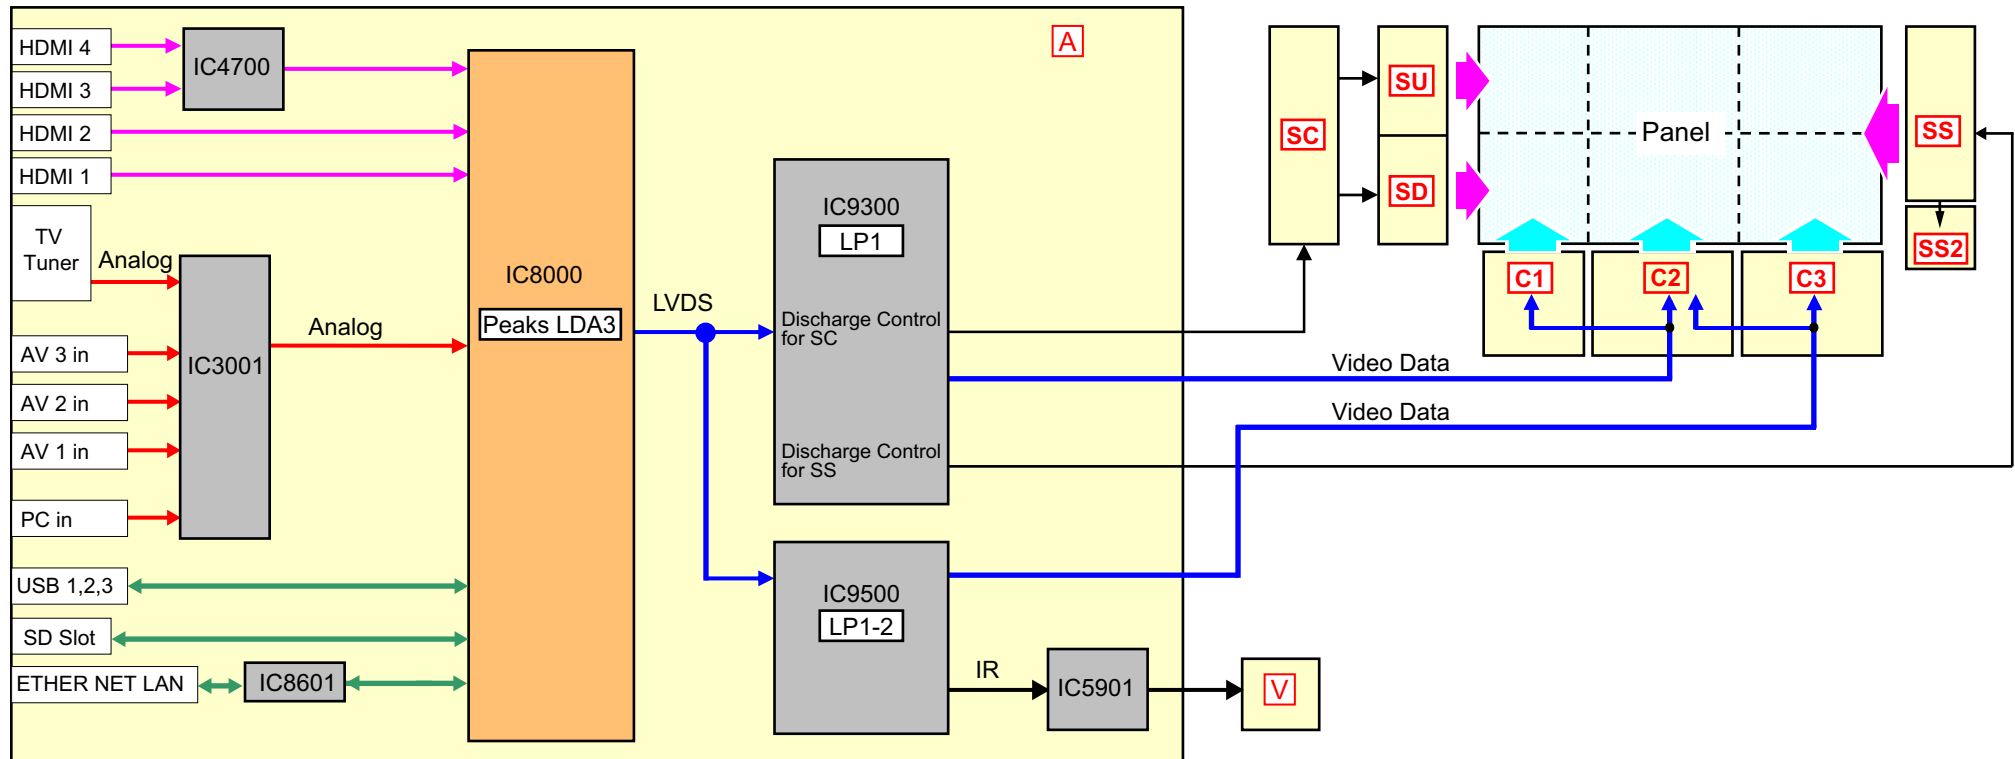 HDMI 4
HDMI 3
HDMI 2
HDMI 1
IC4700
TV
Tuner
Analog
AV 3 in
AV 2 in
AV 1 in
PC in
IC3001
Analog
USB 1,2,3
SD Slot
ETHER NET LAN
IC8601
IC8000
Peaks LDA3
LVDS
A
IC9300
LP1
Discharge Control
for SC
Discharge Control
for SS
IC9500
LP1-2
IR
IC5901
V
Video Data
Video Data
SC
SU
SD
Panel
SS
SS2
C1
C2
C3